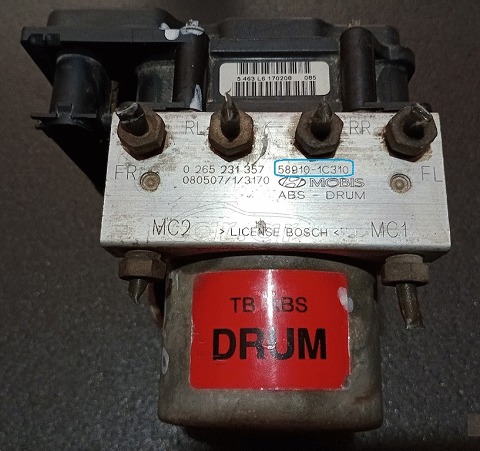 5 463 L6 170208 085
RL RR
0 265 231 357 58910-1C310
FR FL
080507/1/3170 MOBIS
ABS - DRUM
MC2 > LICENSE BOSCH < MC1
TB ABS
DRUM